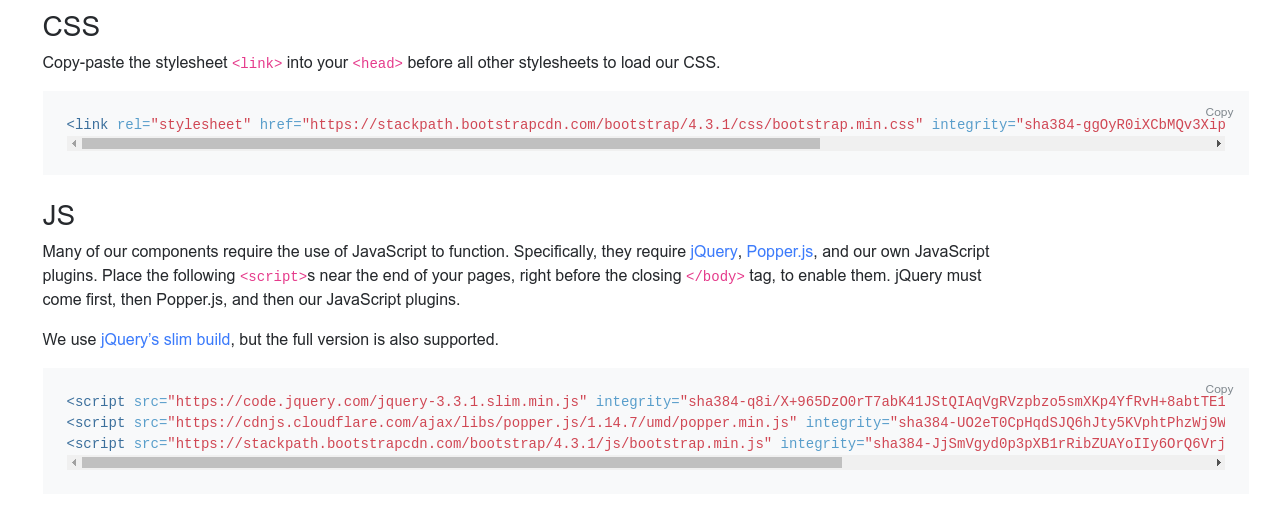 CSS
Copy-paste the stylesheet <link> into your <head> before all other stylesheets to load our CSS.
Copy
<link rel="stylesheet" href="https://stackpath.bootstrapcdn.com/bootstrap/4.3.1/css/bootstrap.min.css" integrity="sha384-ggOyR0iXCbMQv3Xip
JS
Many of our components require the use of JavaScript to function. Specifically, they require jQuery, Popper.js, and our own JavaScript
plugins. Place the following <script>s near the end of your pages, right before the closing </body> tag, to enable them. jQuery must
come first, then Popper.js, and then our JavaScript plugins.
We use jQuery's slim build, but the full version is also supported.
Copy
<script src="https://code.jquery.com/jquery-3.3.1.slim.min.js" integrity="sha384-q8i/X+965DzO0rT7abK41JStQIAqVgRVzpbzo5smXKp4YfRvH+8abtTE1
<script src="https://cdnjs.cloudflare.com/ajax/libs/popper.js/1.14.7/umd/popper.min.js" integrity="sha384-UO2eT0CpHqdSJQ6hJty5KVphtPhzWj9W
<script src="https://stackpath.bootstrapcdn.com/bootstrap/4.3.1/js/bootstrap.min.js" integrity="sha384-JjSmVgyd0p3pXB1rRibZUAYoIIy6OrQ6Vrj